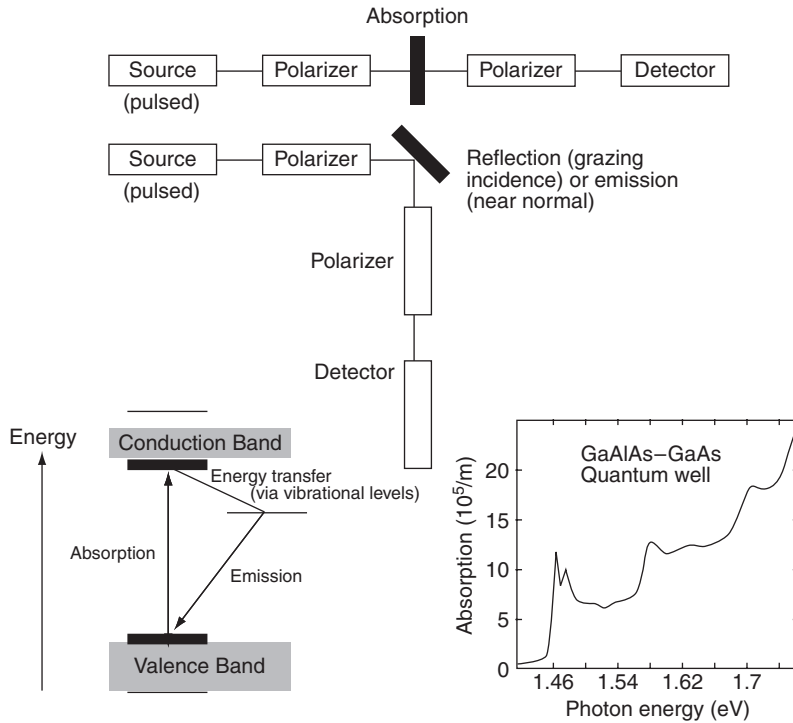 Absorption
Source
Polarizer
Polarizer
Detector
(pulsed)
Source
Polarizer
(pulsed)
Reflection (grazing
incidence) or emission
(near normal)
Polarizer
Detector
Energy
Conduction Band
Energy transfer
(via vibrational levels)
Absorption
Emission
Valence Band
GaAlAs–GaAs
Quantum well
Absorption (10⁵/m)
20
15
10
5
0
1.46 1.54 1.62 1.7
Photon energy (eV)